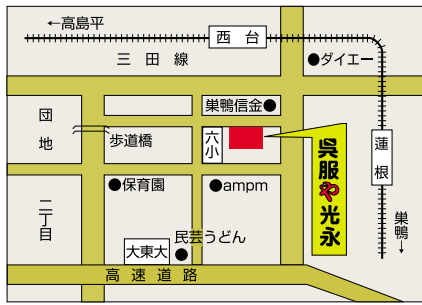 ←高島平
西台
三田線
●ダイエー
巣鴨信金●
団地
歩道橋
六小
呉服や光永
蓮根
●保育園
●ampm
二丁目
巣鴨→
民芸うどん
大東大
高速道路